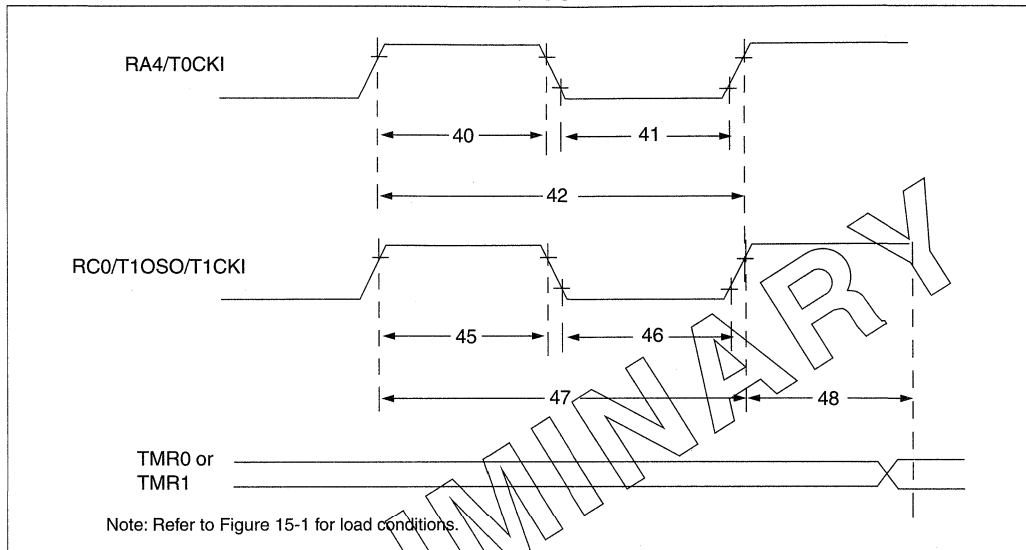 RA4/T0CKI
40
41
42
RC0/T1OSO/T1CKI
45
46
47
48
TMR0 or
TMR1
Note: Refer to Figure 15-1 for load conditions.
IMINARY